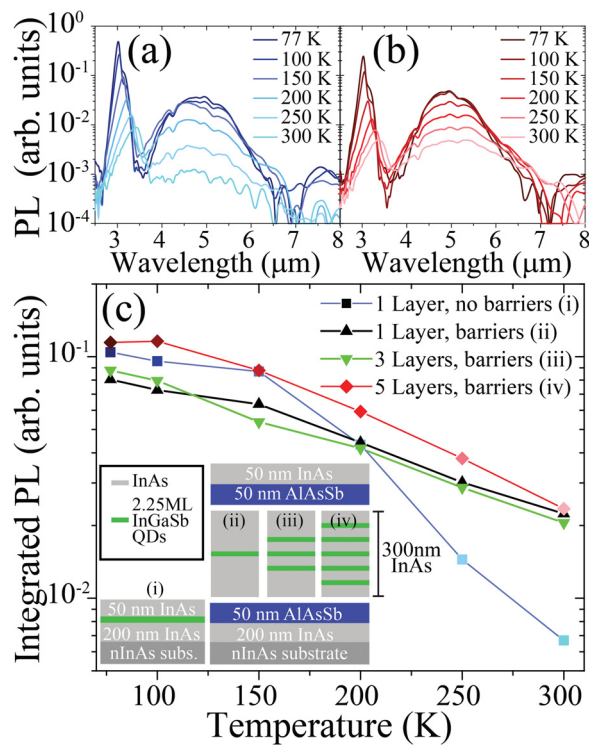 (a)
77 K
100 K
150 K
200 K
250 K
300 K
(b)
77 K
100 K
150 K
200 K
250 K
300 K
PL (arb. units)
10^0
10^-1
10^-2
10^-3
10^-4
3 4 5 6 7 8
3 4 5 6 7 8
Wavelength (μm)
Wavelength (μm)
(c)
1 Layer, no barriers (i)
1 Layer, barriers (ii)
3 Layers, barriers (iii)
5 Layers, barriers (iv)
Integrated PL (arb. units)
10^-1
10^-2
InAs
2.25ML
InGaSb
QDs
50 nm InAs
50 nm AlAsSb
(ii) (iii) (iv)
300nm
InAs
(i)
50 nm InAs
200 nm InAs
nInAs subs.
50 nm AlAsSb
200 nm InAs
nInAs substrate
100 150 200 250 300
Temperature (K)